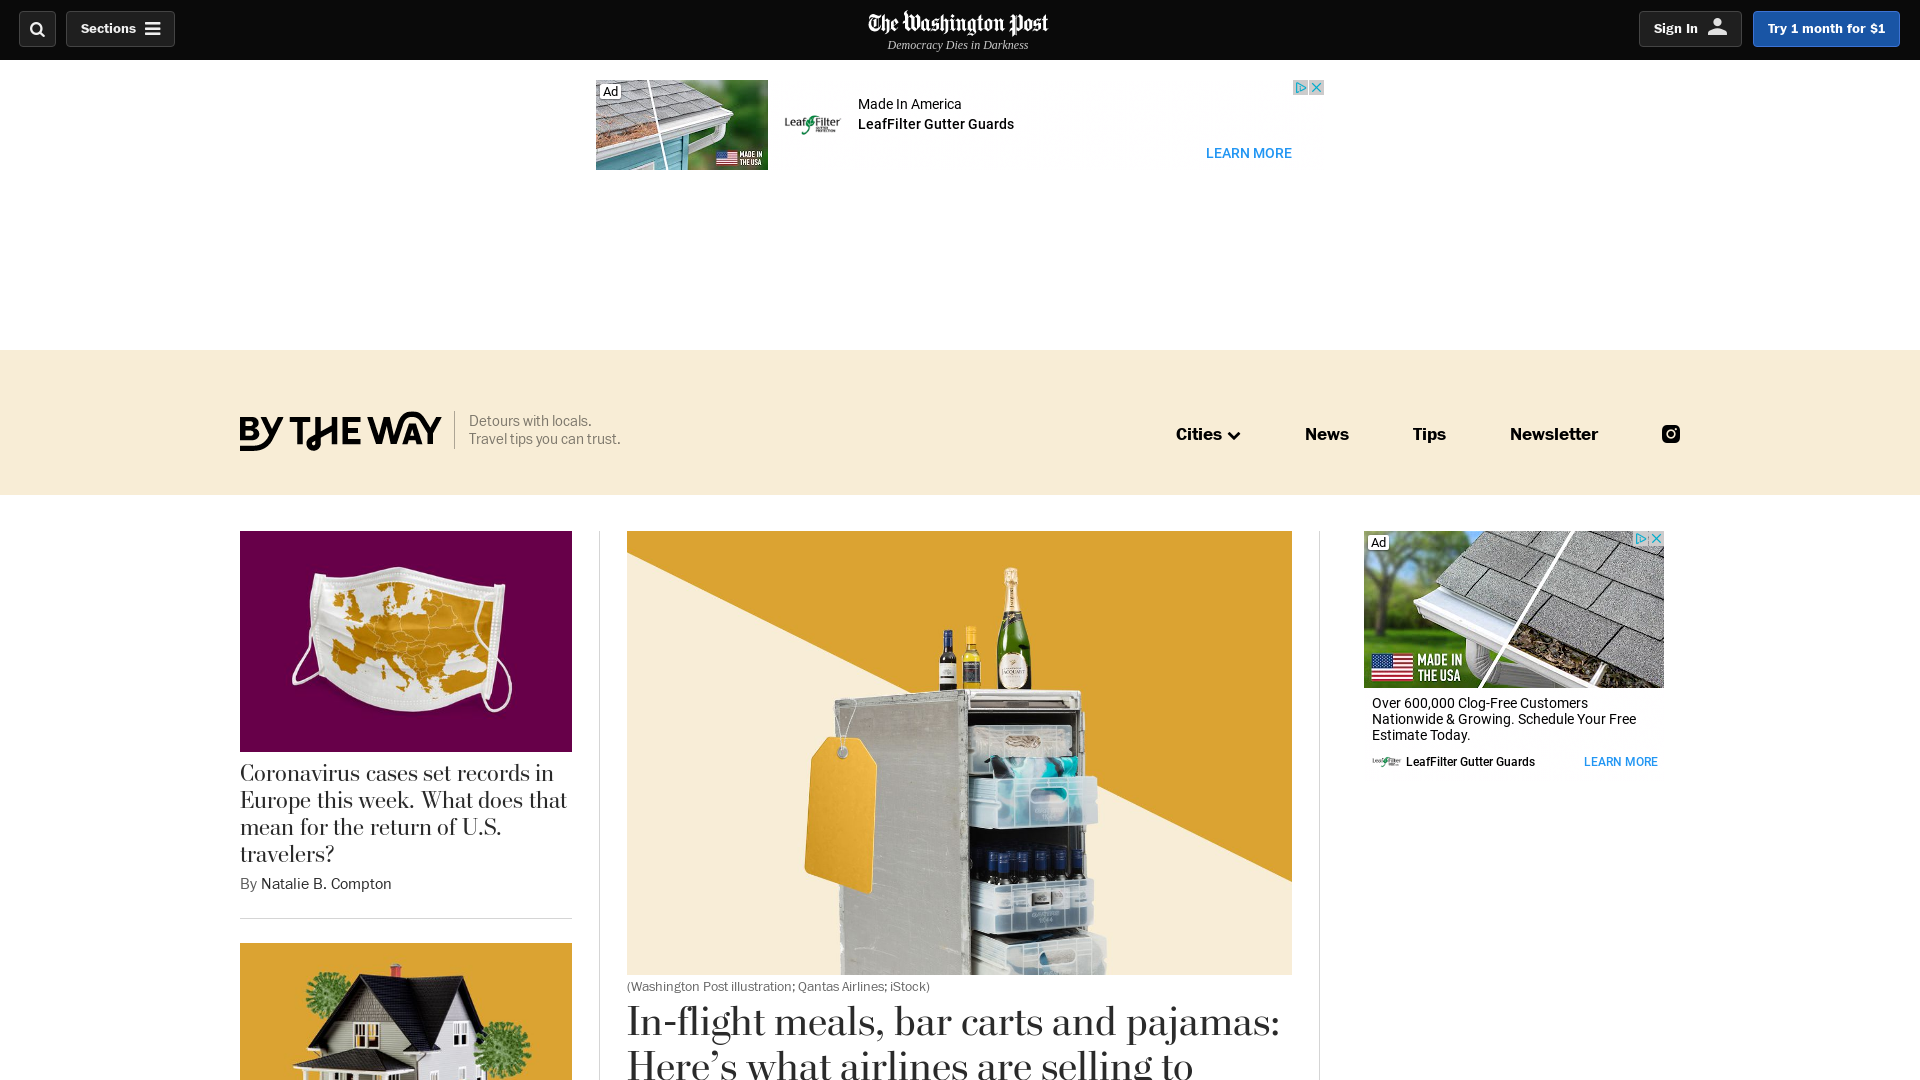 Sections
The Washington Post
Democracy Dies in Darkness
Sign In
Try 1 month for $1
Ad
MADE IN
THE USA
LeafFilter
Made In America
LeafFilter Gutter Guards
LEARN MORE
BY THE WAY
Detours with locals.
Travel tips you can trust.
Cities
News
Tips
Newsletter
Coronavirus cases set records in
Europe this week. What does that
mean for the return of U.S.
travelers?
By Natalie B. Compton
(Washington Post illustration; Qantas Airlines; iStock)
In-flight meals, bar carts and pajamas:
Here’s what airlines are selling to
Ad
MADE IN
THE USA
Over 600,000 Clog-Free Customers
Nationwide & Growing. Schedule Your Free
Estimate Today.
LeafFilter Gutter Guards
LEARN MORE